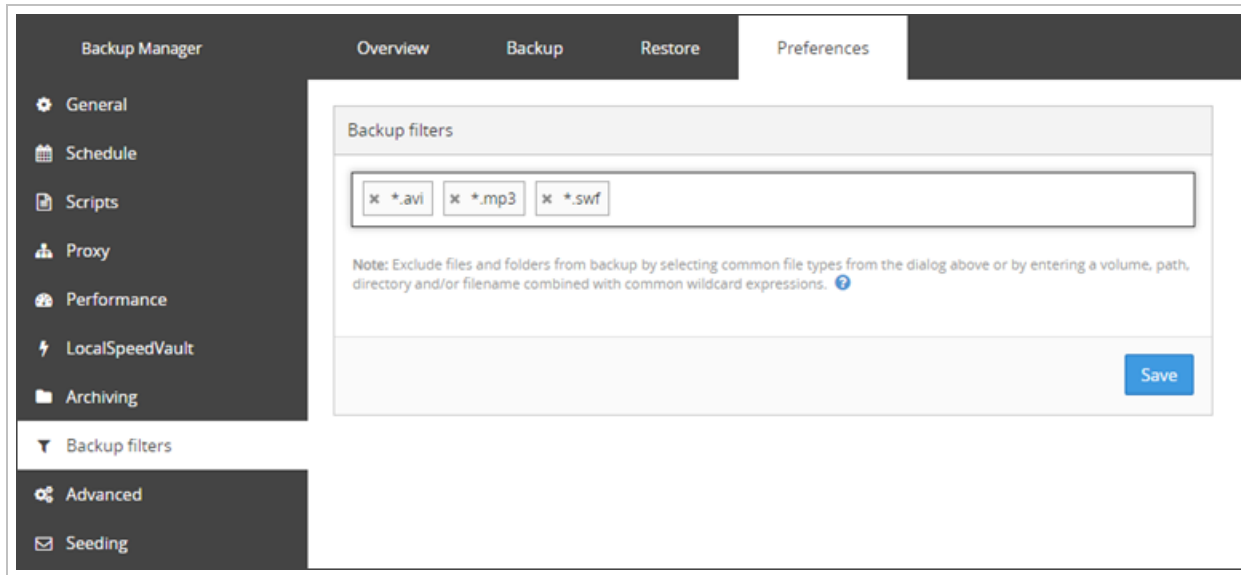 Backup Manager
Overview
Backup
Restore
Preferences
General
Schedule
Scripts
Proxy
Performance
LocalSpeedVault
Archiving
Backup filters
Advanced
Seeding
Backup filters
*.avi
*.mp3
*.swf
Note: Exclude files and folders from backup by selecting common file types from the dialog above or by entering a volume, path,
directory and/or filename combined with common wildcard expressions.
Save